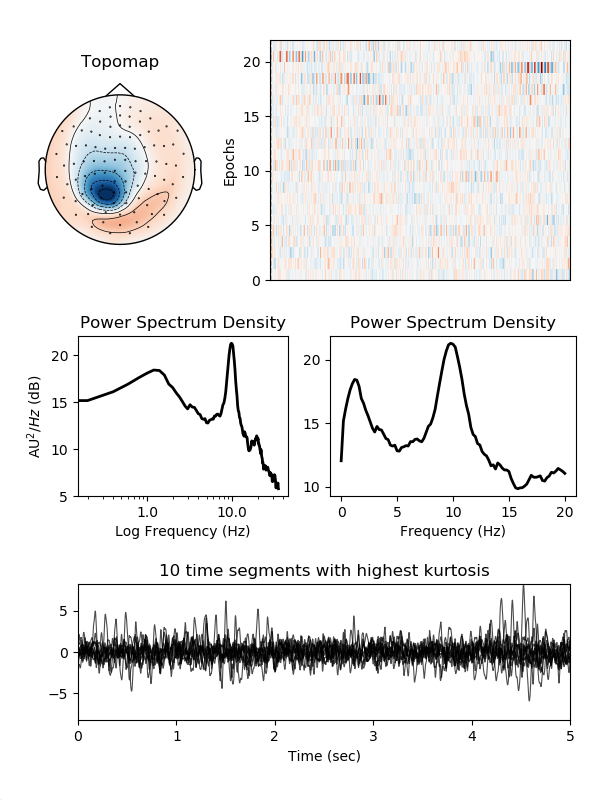 Topomap
Epochs
20
15
10
5
0
Power Spectrum Density
AU²/Hz (dB)
20
15
10
5
1.0 10.0
Log Frequency (Hz)
Power Spectrum Density
20
15
10
0 5 10 15 20
Frequency (Hz)
10 time segments with highest kurtosis
5
0
−5
0 1 2 3 4 5
Time (sec)